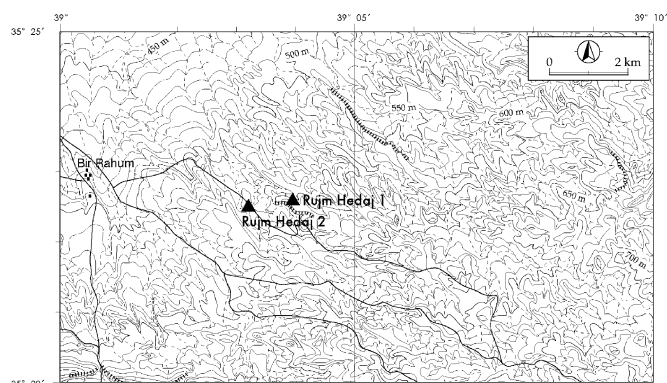 39°
39° 05′
39° 10′
35° 25′
450 m
500 m
0 2 km
550 m
600 m
Bir Rahum
650 m
Rujm Hedaj 1
Rujm Hedaj 2
700 m